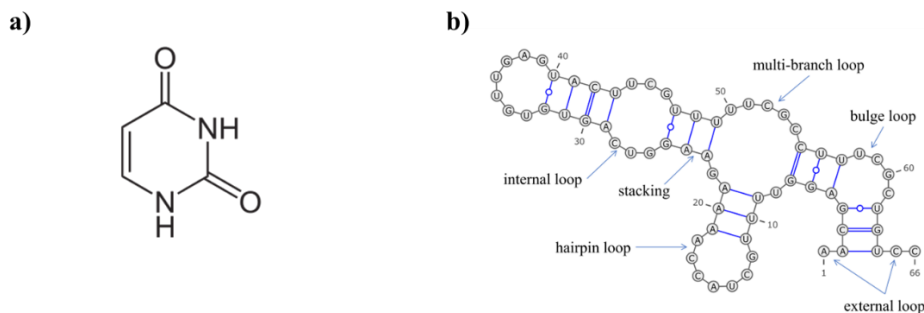 a)
O
NH
N
H
O
b)
40
30
50
60
20
10
1
66
multi-branch loop
bulge loop
internal loop
stacking
hairpin loop
external loop